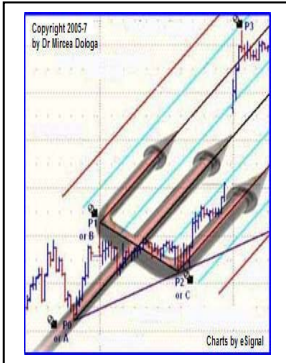 Copyright 2005-7
by Dr Mircea Dologa
P3
P1
or B
P2
or C
P0
or A
Charts by eSignal